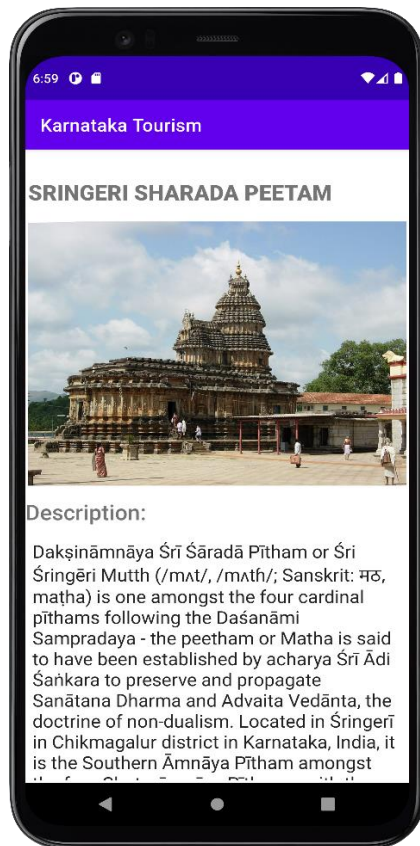 6:59
Karnataka Tourism
SRINGERI SHARADA PEETAM
Description:
Dakṣināmnāya Śrī Śāradā Pītham or Śri
Śringēri Mutth (/mʌt/, /mʌtɦ/; Sanskrit: मठ,
maṭha) is one amongst the four cardinal
pīthams following the Daśanāmi
Sampradaya - the peetham or Matha is said
to have been established by acharya Śrī Ādi
Śaṅkara to preserve and propagate
Sanātana Dharma and Advaita Vedānta, the
doctrine of non-dualism. Located in Śringerī
in Chikmagalur district in Karnataka, India, it
is the Southern Āmnāya Pītham amongst